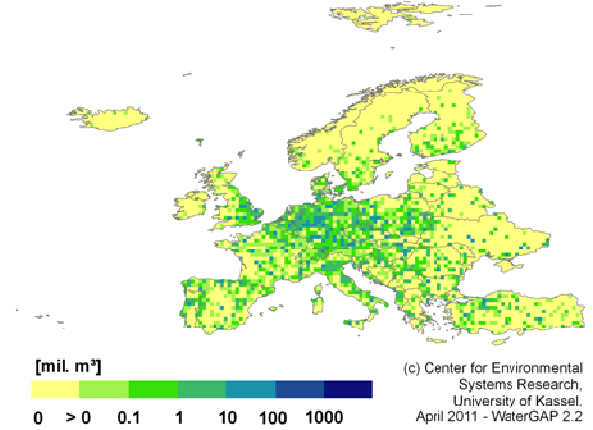 [mil. m³]
0 > 0 0.1 1 10 100 1000
(c) Center for Environmental
Systems Research,
University of Kassel,
April 2011 - WaterGAP 2.2